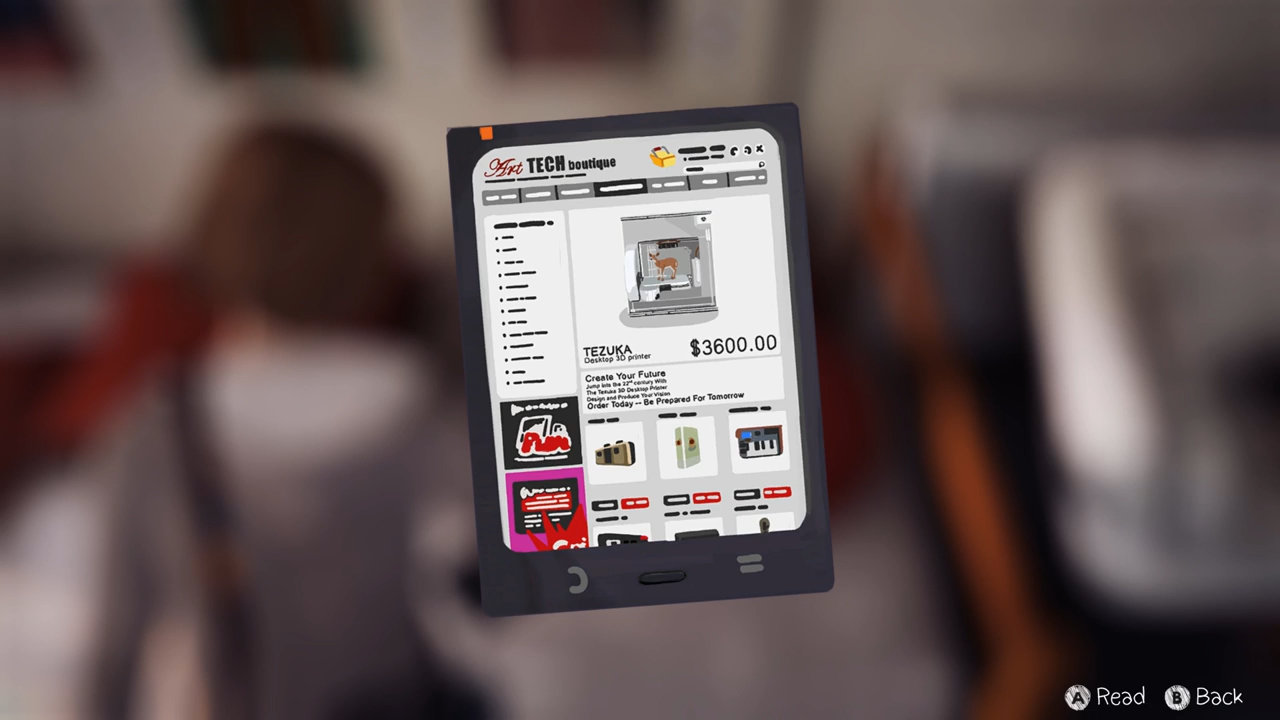 Art TECH boutique
TEZUKA
Desktop 3D printer
$3600.00
Create Your Future
Jump into the 22nd century With
The Tezuka 3D Desktop Printer
Design and Produce Your Vision
Order Today -- Be Prepared For Tomorrow
Fun
A Read B Back